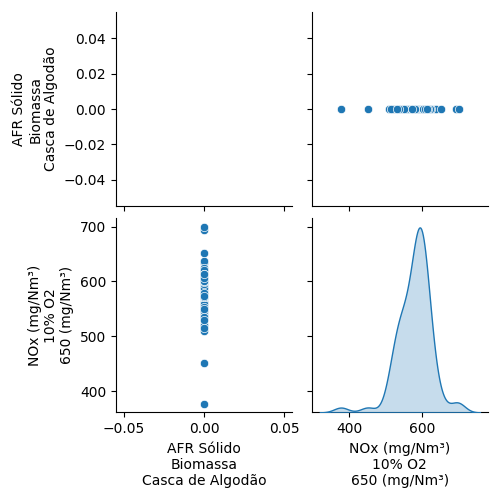 0.04
0.02
0.00
−0.02
−0.04
AFR Sólido
Biomassa
Casca de Algodão
700
600
500
400
NOx (mg/Nm³)
10% O2
650 (mg/Nm³)
−0.05
0.00
0.05
AFR Sólido
Biomassa
Casca de Algodão
400
600
NOx (mg/Nm³)
10% O2
650 (mg/Nm³)